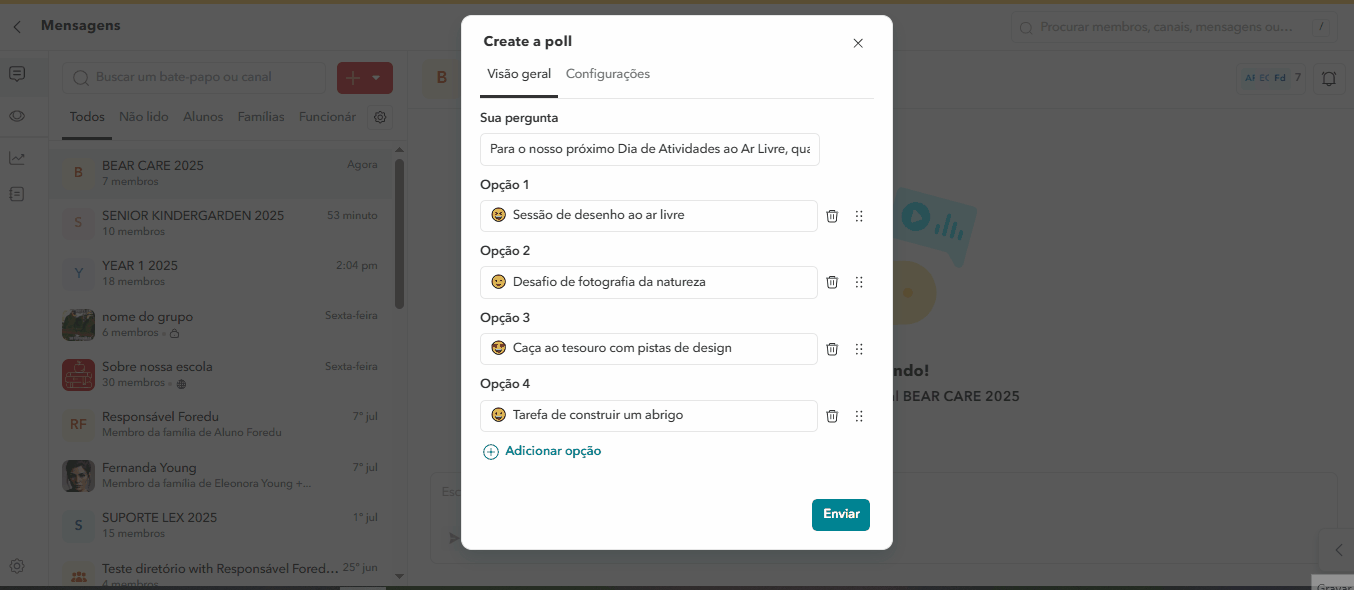 Mensagens
Procurar membros, canais, mensagens ou...
/
Buscar um bate-papo ou canal
Todos Não lido Alunos Famílias Funcionár
B
BEAR CARE 2025
Agora
7 membros
S
SENIOR KINDERGARDEN 2025
53 minuto
10 membros
Y
YEAR 1 2025
2:04 pm
18 membros
nome do grupo
Sexta-feira
6 membros
Sobre nossa escola
Sexta-feira
30 membros
RF
Responsável Foredu
7º jul
Membro da família de Aluno Foredu
Fernanda Young
7º jul
Membro da família de Eleonora Young +...
S
SUPORTE LEX 2025
1º jul
15 membros
Teste diretório with Responsável Fored...
25º jun
4 membros
B
Fd
7
Create a poll
Visão geral Configurações
Sua pergunta
Para o nosso próximo Dia de Atividades ao Ar Livre, qua
Opção 1
Sessão de desenho ao ar livre
Opção 2
Desafio de fotografia da natureza
Opção 3
Caça ao tesouro com pistas de design
Opção 4
Tarefa de construir um abrigo
Adicionar opção
Enviar
ndo!
l BEAR CARE 2025
Esc
Gravar